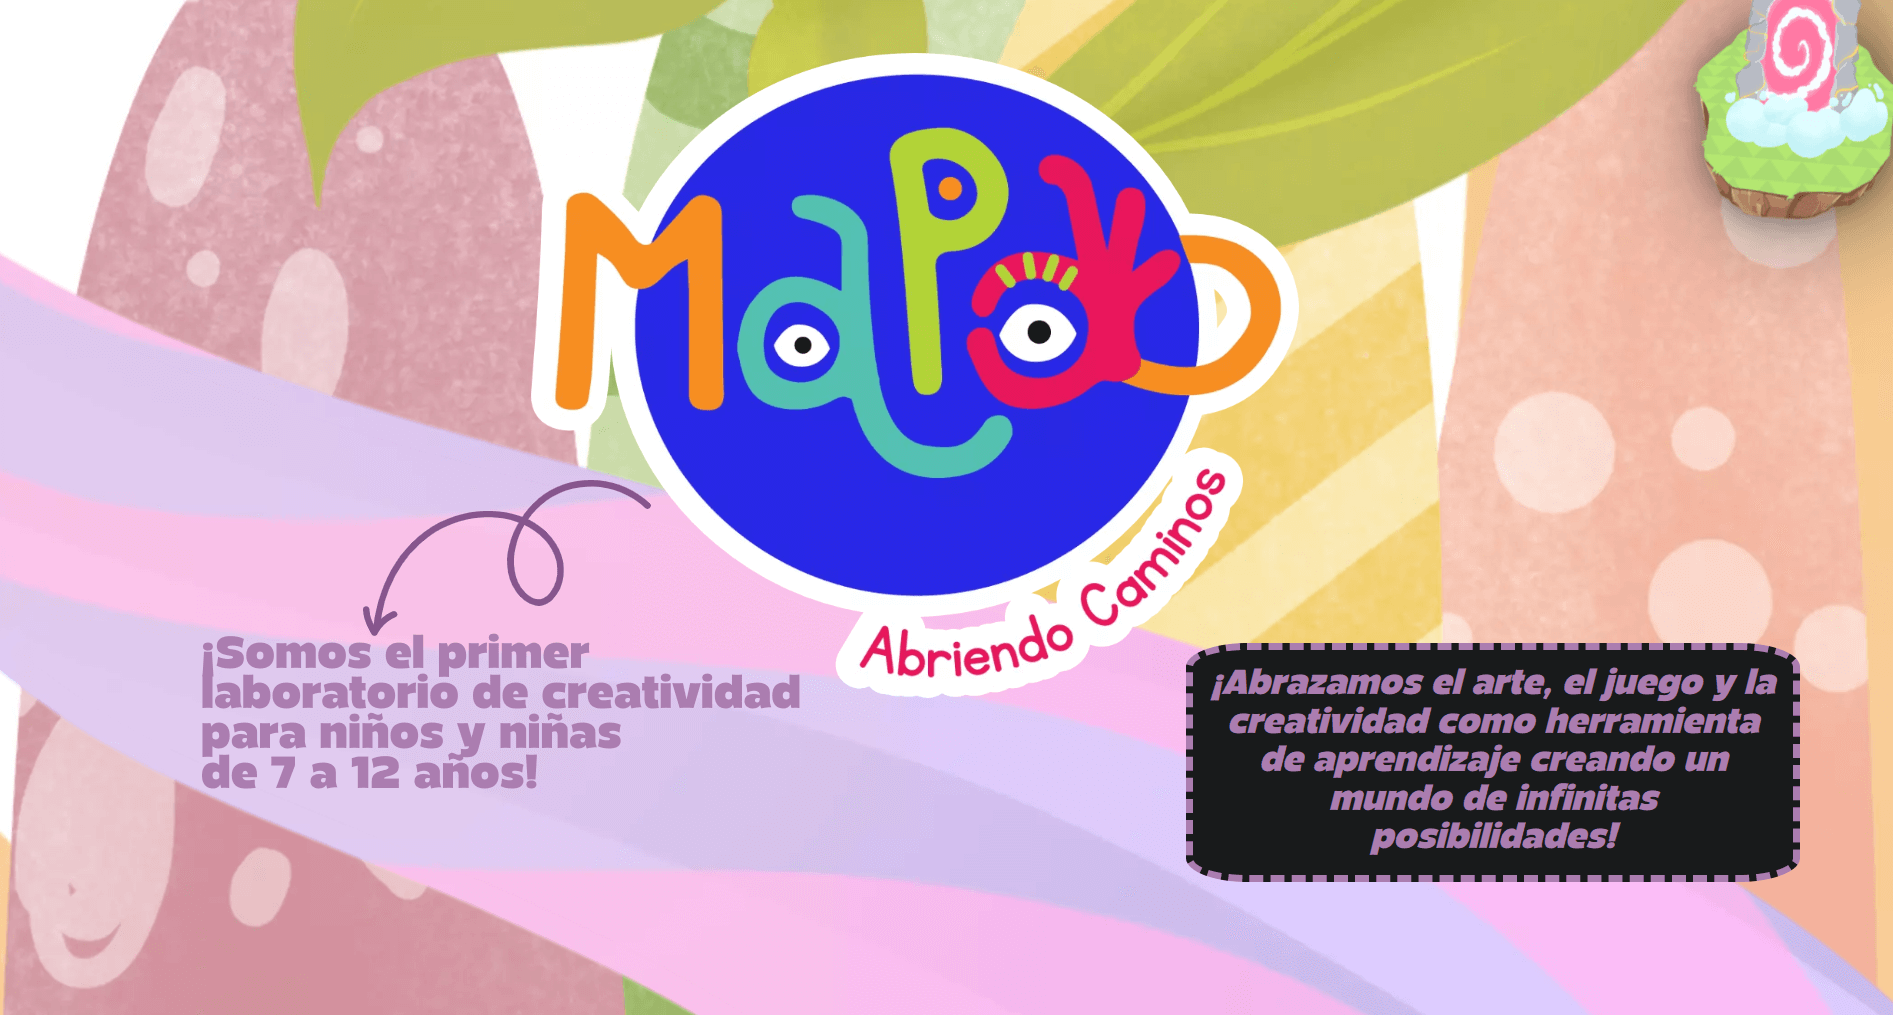 MaPa
Abriendo Caminos
¡Somos el primer
laboratorio de creatividad
para niños y niñas
de 7 a 12 años!
¡Abrazamos el arte, el juego y la
creatividad como herramienta
de aprendizaje creando un
mundo de infinitas
posibilidades!